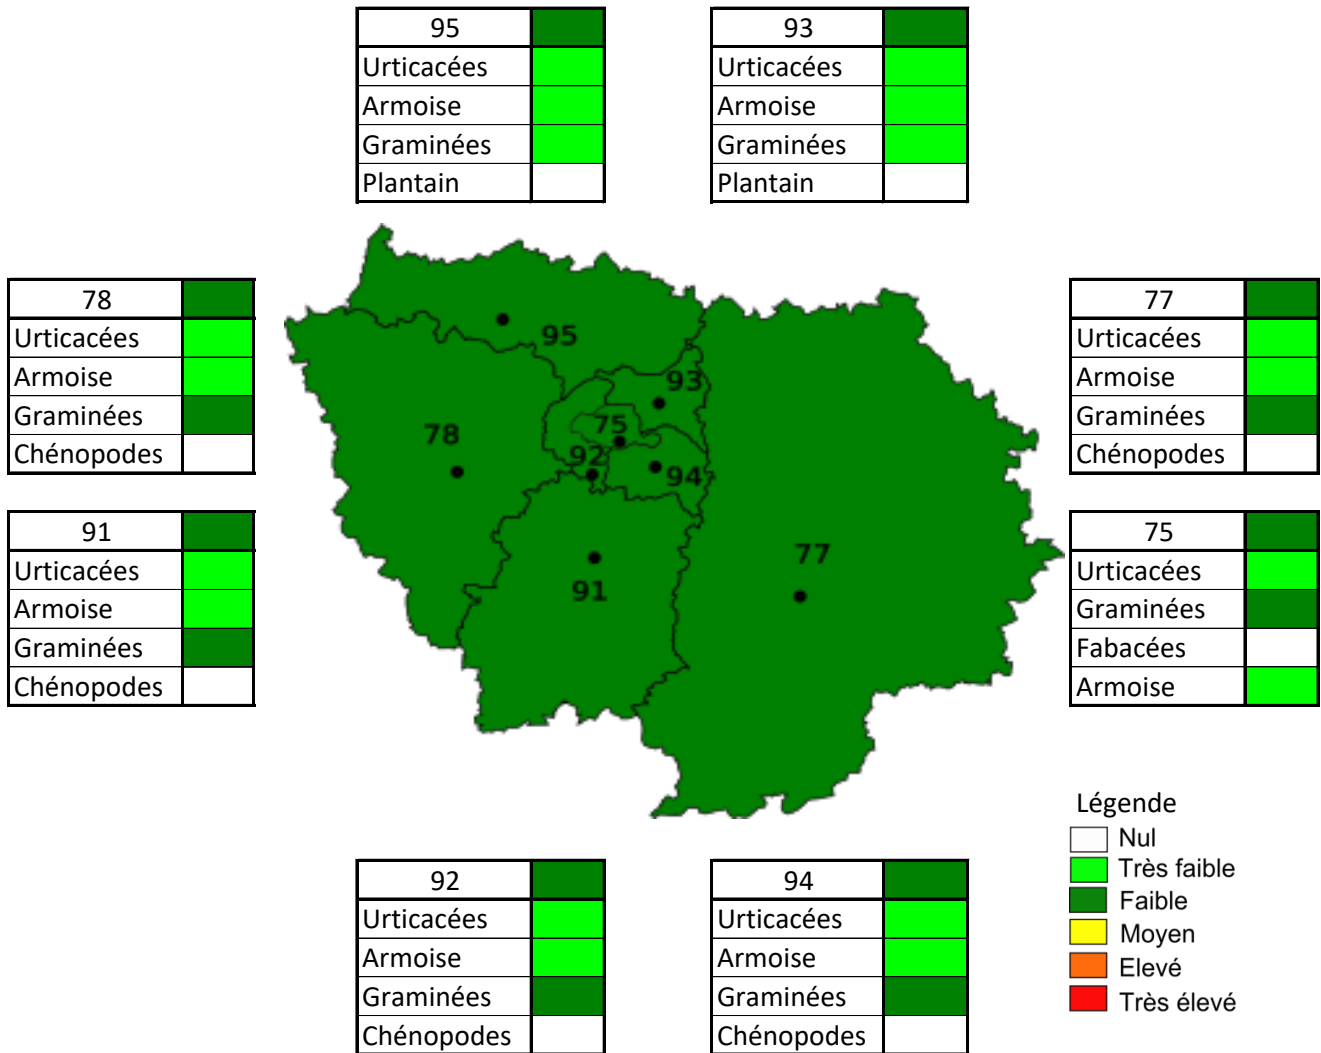 95
Urticacées
Armoise
Graminées
Plantain
93
Urticacées
Armoise
Graminées
Plantain
78
Urticacées
Armoise
Graminées
Chénopodes
91
Urticacées
Armoise
Graminées
Chénopodes
95
93
75
78
92
94
77
91
77
Urticacées
Armoise
Graminées
Chénopodes
75
Urticacées
Graminées
Fabacées
Armoise
92
Urticacées
Armoise
Graminées
Chénopodes
94
Urticacées
Armoise
Graminées
Chénopodes
Légende
Nul
Très faible
Faible
Moyen
Elevé
Très élevé